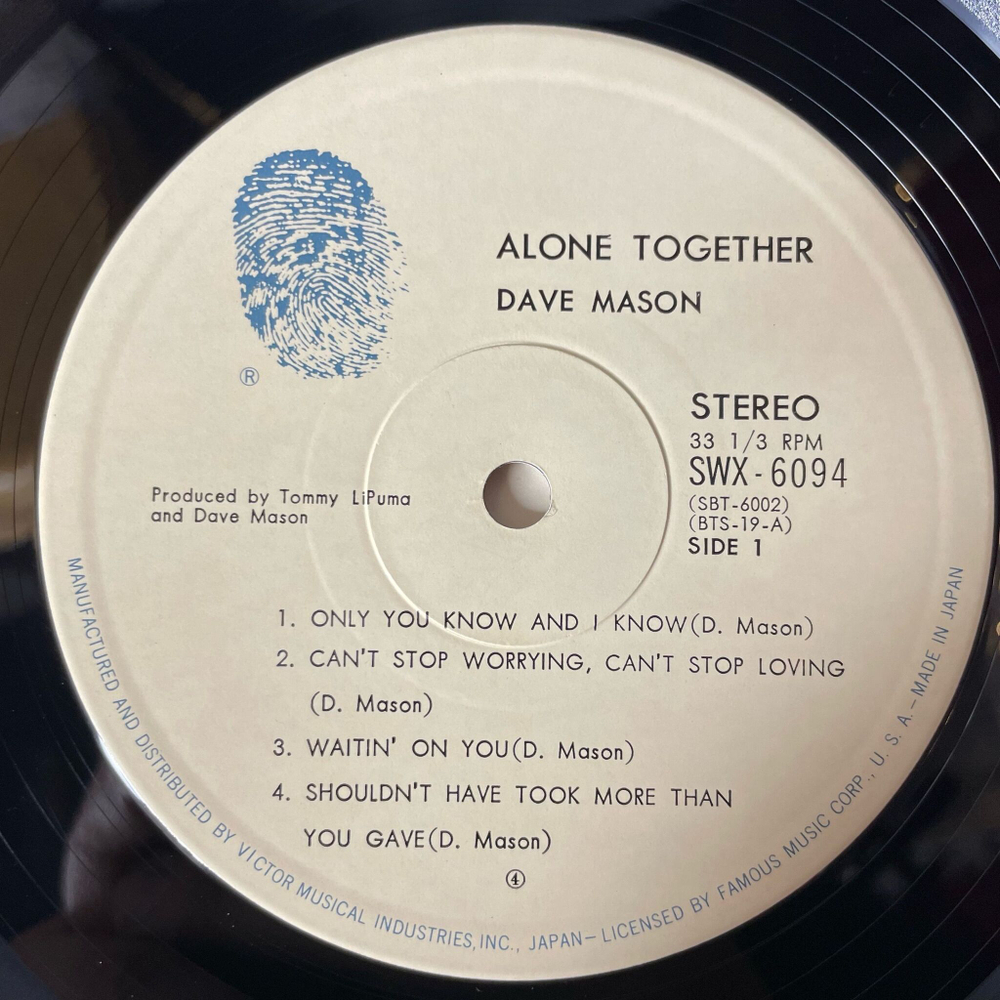 ALONE TOGETHER
DAVE MASON
®
STEREO
33 1/3 RPM
SWX-6094
(SBT-6002)
(BTS-19-A)
SIDE 1
Produced by Tommy LiPuma
and Dave Mason
1. ONLY YOU KNOW AND I KNOW(D. Mason)
2. CAN'T STOP WORRYING, CAN'T STOP LOVING
(D. Mason)
3. WAITIN' ON YOU(D. Mason)
4. SHOULDN'T HAVE TOOK MORE THAN
YOU GAVE(D. Mason)
④
MANUFACTURED AND DISTRIBUTED BY VICTOR MUSICAL INDUSTRIES, INC., JAPAN–LICENSED BY FAMOUS MUSIC CORP., U. S. A.–MADE IN JAPAN